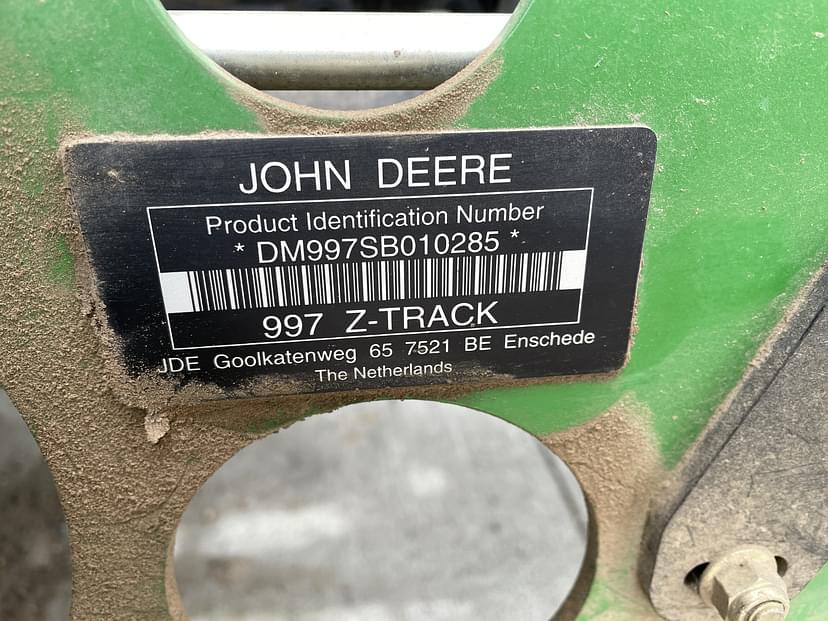 JOHN DEERE
Product Identification Number
* DM997SB010285 *
997 Z-TRACK
JDE Goolkatenweg 65 7521 BE Enschede
The Netherlands